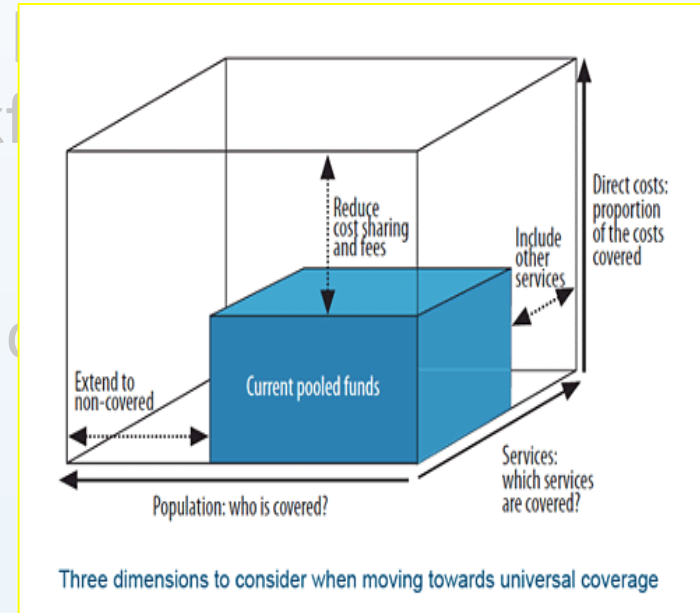 Reduce
cost sharing
and fees
Direct costs:
proportion
of the costs
covered
Include
other
services
Extend to
non-covered
Current pooled funds
Services:
which services
are covered?
Population: who is covered?
Three dimensions to consider when moving towards universal coverage